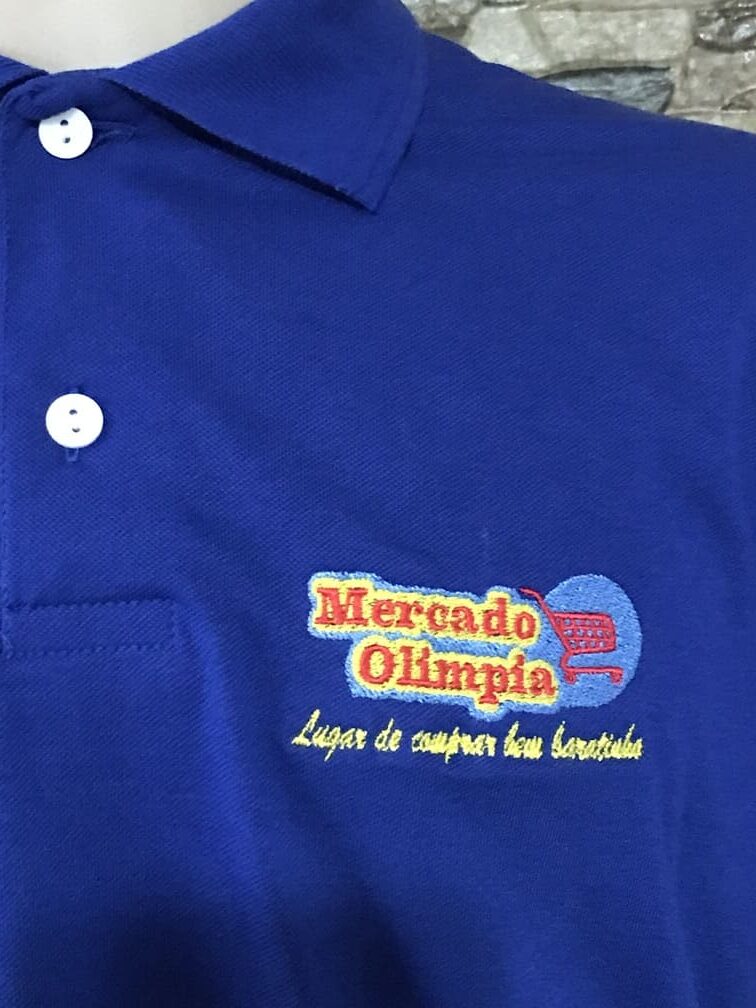 Mercado
Olimpia
Lugar de comprar bem baratinho